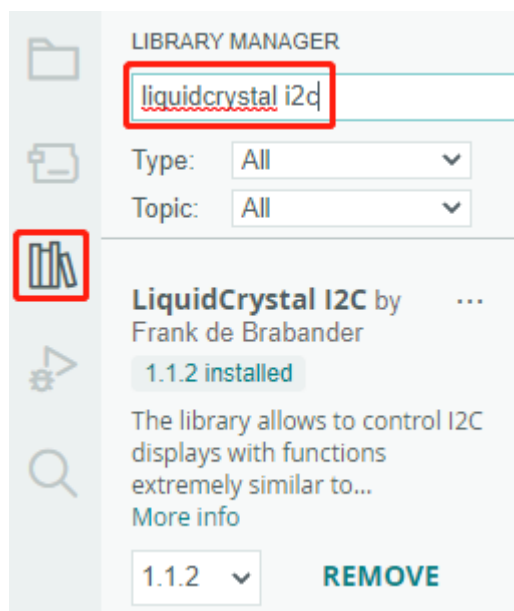 LIBRARY MANAGER
liquidcrystal i2c
Type: All
Topic: All
LiquidCrystal I2C by ...
Frank de Brabander
1.1.2 installed
The library allows to control I2C
displays with functions
extremely similar to...
More info
1.1.2 REMOVE